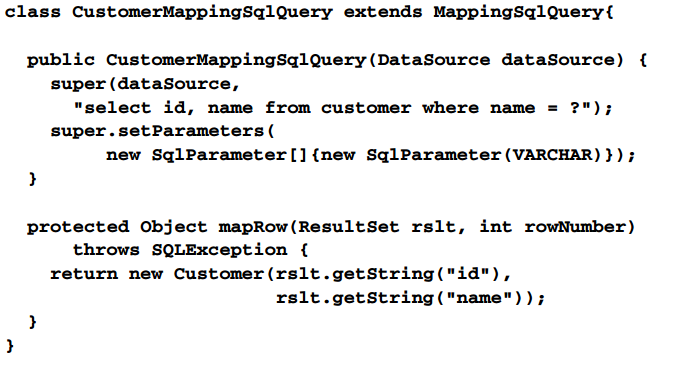 class CustomerMappingSqlQuery extends MappingSqlQuery{
public CustomerMappingSqlQuery(DataSource dataSource) {
super(dataSource,
"select id, name from customer where name = ?");
super.setParameters(
new SqlParameter[]{new SqlParameter(VARCHAR)});
}
protected Object mapRow(ResultSet rslt, int rowNumber)
throws SQLException {
return new Customer(rslt.getString("id"),
rslt.getString("name"));
}
}